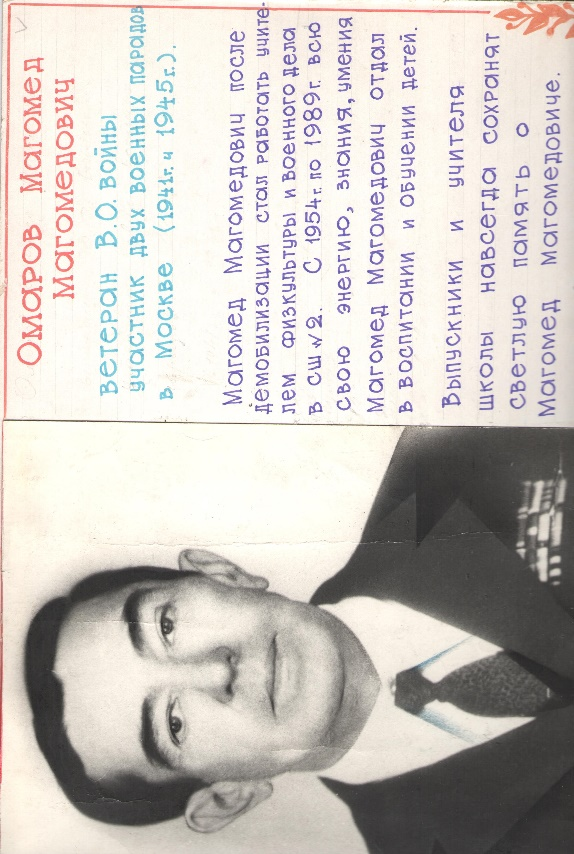 Омаров Магомед
Магомедович
ветеран В.О. войны
участник двух военных парадов
в Москве (1941г. и 1945г.).
Магомед Магомедович после
демобилизации стал работать учите-
лем физкультуры и военного дела
в сш №2. С 1954г. по 1989г. всю
свою энергию, знания, умения
Магомед Магомедович отдал
в воспитании и обучении детей.
Выпускники и учителя
школы навсегда сохранят
светлую память о
Магомед Магомедовиче.